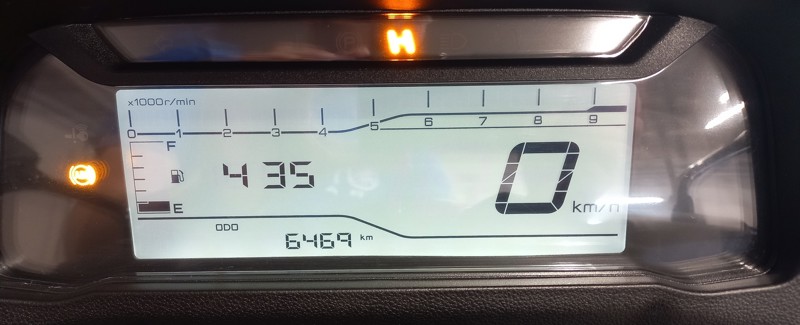 H
x1000r/min
0 1 2 3 4 5 6 7 8 9
F
4 35
0 km/h
E
ODO
6469 km